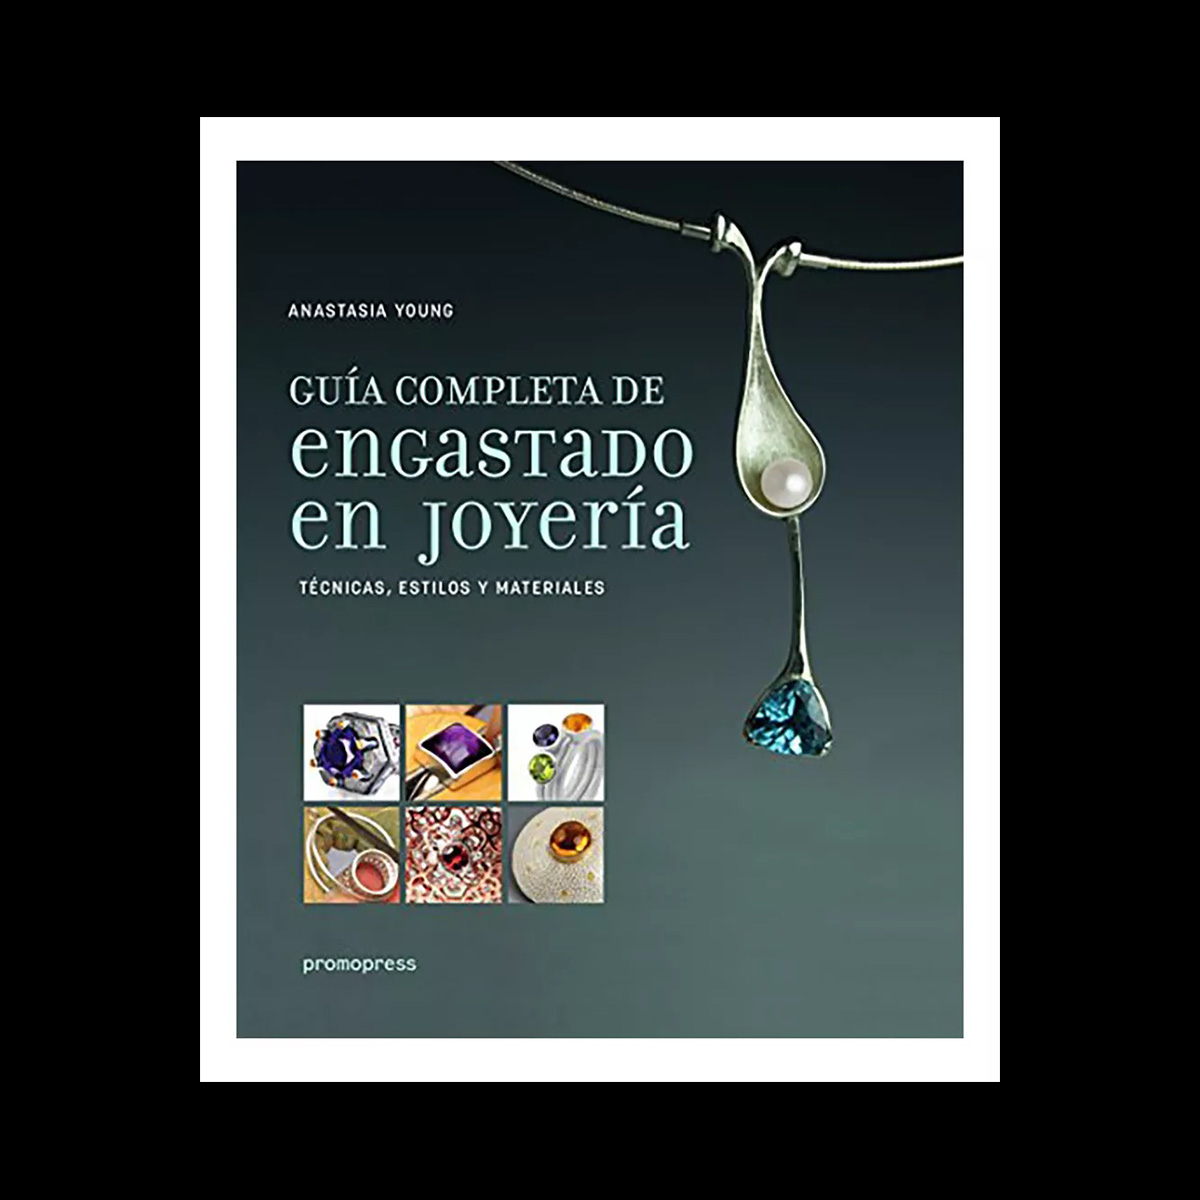 ANASTASIA YOUNG
GUÍA COMPLETA DE
enGasTaDO
en JOYería
TÉCNICAS, ESTILOS Y MATERIALES
promopress